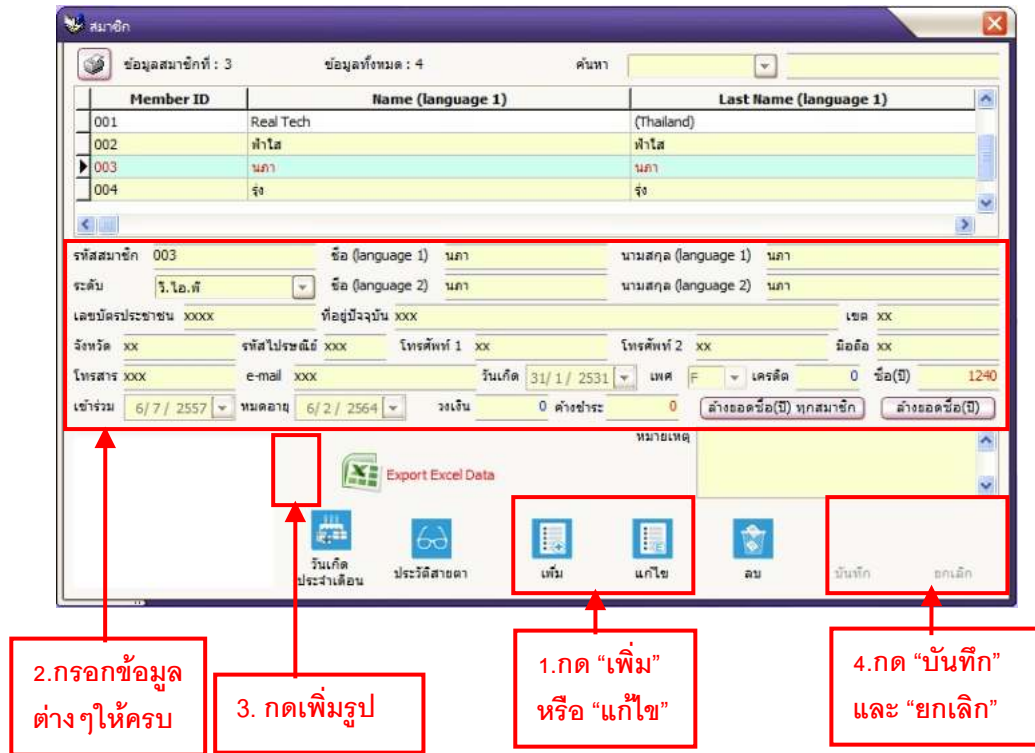 สมาชิก
ข้อมูลสมาชิกที่ : 3 ข้อมูลทั้งหมด : 4 ค้นหา
Member ID Name (language 1) Last Name (language 1)
001 Real Tech (Thailand)
002 ฟ้าใส ฟ้าใส
003 นภา นภา
004 รุ่ง รุ่ง
รหัสสมาชิก 003 ชื่อ (language 1) นภา นามสกุล (language 1) นภา
ระดับ วี.ไอ.พี ชื่อ (language 2) นภา นามสกุล (language 2) นภา
เลขบัตรประชาชน xxxx ที่อยู่ปัจจุบัน xxx เขต xx
จังหวัด xx รหัสไปรษณีย์ xxx โทรศัพท์ 1 xx โทรศัพท์ 2 xx มือถือ xx
โทรสาร xxx e-mail xxx วันเกิด 31/ 1 / 2531 เพศ F เครดิต 0 ซื้อ(ปี) 1240
เข้าร่วม 6/ 7 / 2557 หมดอายุ 6/ 2 / 2564 วงเงิน 0 ค้างชำระ 0 ล้างยอดซื้อ(ปี) ทุกสมาชิก ล้างยอดซื้อ(ปี)
หมายเหตุ
Export Excel Data
วันเกิด
ประจำเดือน ประวัติสายตา เพิ่ม แก้ไข ลบ บันทึก ยกเลิก
2.กรอกข้อมูล
ต่างๆให้ครบ
3. กดเพิ่มรูป
1.กด “เพิ่ม”
หรือ “แก้ไข”
4.กด “บันทึก”
และ “ยกเลิก”